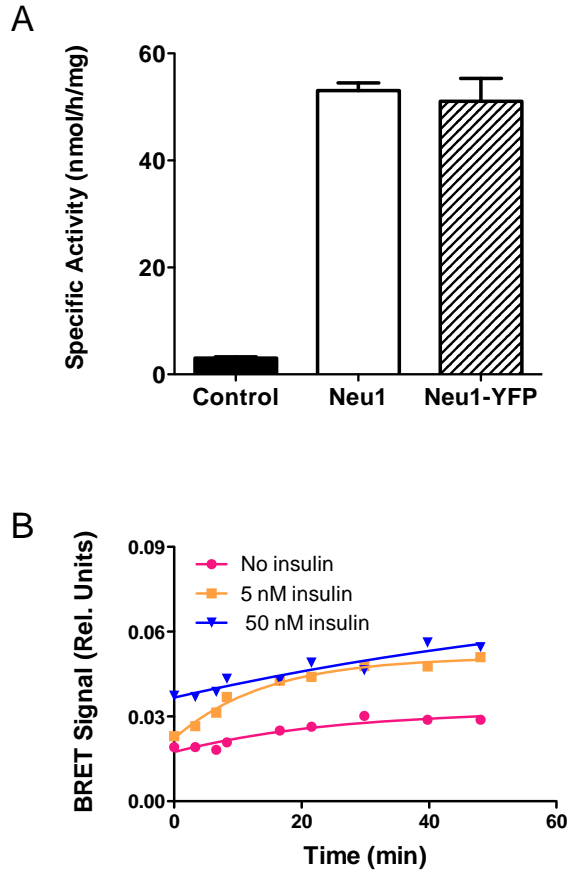 A
Specific Activity (nmol/h/mg)
60
40
20
0
Control Neu1 Neu1-YFP
B
BRET Signal (Rel. Units)
0.09
0.06
0.03
0.00
No insulin
5 nM insulin
50 nM insulin
0 20 40 60
Time (min)